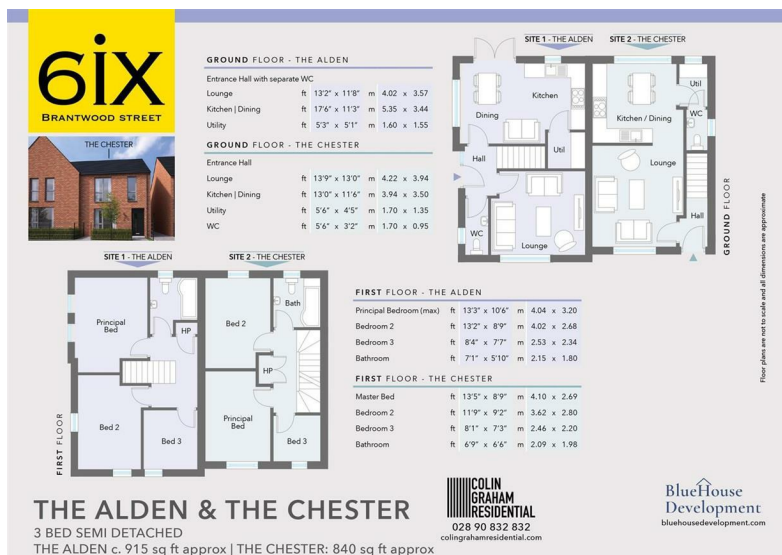 6iX
BRANTWOOD STREET
THE CHESTER
GROUND FLOOR - THE ALDEN
Entrance Hall with separate WC
Lounge ft 13'2" x 11'8" m 4.02 x 3.57
Kitchen | Dining ft 17'6" x 11'3" m 5.35 x 3.44
Utility ft 5'3" x 5'1" m 1.60 x 1.55
GROUND FLOOR - THE CHESTER
Entrance Hall
Lounge ft 13'9" x 13'0" m 4.22 x 3.94
Kitchen | Dining ft 13'0" x 11'6" m 3.94 x 3.50
Utility ft 5'6" x 4'5" m 1.70 x 1.35
WC ft 5'6" x 3'2" m 1.70 x 0.95
SITE 1 - THE ALDEN
SITE 2 - THE CHESTER
Kitchen
Dining
Hall
Util
WC
Lounge
Util
WC
Kitchen / Dining
Lounge
Hall
GROUND FLOOR
SITE 1 - THE ALDEN
SITE 2 - THE CHESTER
Principal
Bed
HP
Bed 2
Bed 3
Bed 2
Bath
HP
Principal
Bed
Bed 3
FIRST FLOOR
FIRST FLOOR - THE ALDEN
Principal Bedroom (max) ft 13'3" x 10'6" m 4.04 x 3.20
Bedroom 2 ft 13'2" x 8'9" m 4.02 x 2.68
Bedroom 3 ft 8'4" x 7'7" m 2.53 x 2.34
Bathroom ft 7'1" x 5'10" m 2.15 x 1.80
FIRST FLOOR - THE CHESTER
Master Bed ft 13'5" x 8'9" m 4.10 x 2.69
Bedroom 2 ft 11'9" x 9'2" m 3.62 x 2.80
Bedroom 3 ft 8'1" x 7'3" m 2.46 x 2.20
Bathroom ft 6'9" x 6'6" m 2.09 x 1.98
Floor plans are not to scale and all dimensions are approximate
THE ALDEN & THE CHESTER
3 BED SEMI DETACHED
THE ALDEN c. 915 sq ft approx | THE CHESTER: 840 sq ft approx
COLIN
GRAHAM
RESIDENTIAL
028 90 832 832
colingrahamresidential.com
BlueHouse
Development
bluehousedevelopment.com